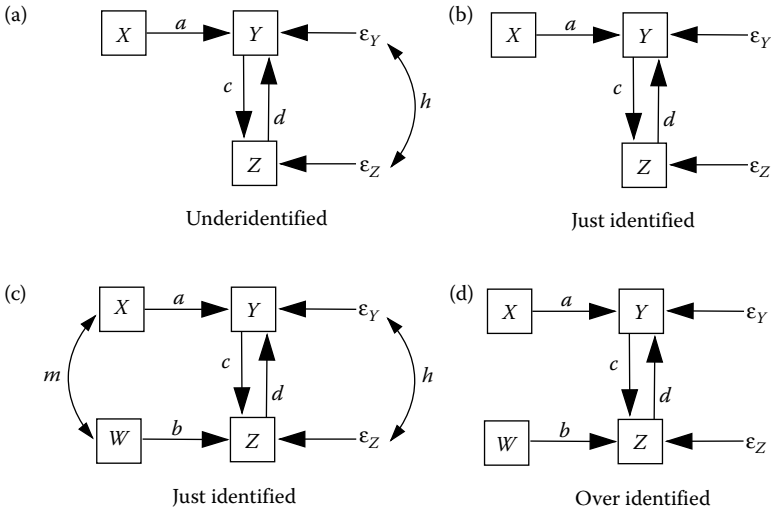 (a)
X
a
Y
ε_Y
c
d
h
Z
ε_Z
Underidentified
(b)
X
a
Y
ε_Y
c
d
Z
ε_Z
Just identified
(c)
X
a
Y
ε_Y
m
c
d
h
W
b
Z
ε_Z
Just identified
(d)
X
a
Y
ε_Y
c
d
W
b
Z
ε_Z
Over identified